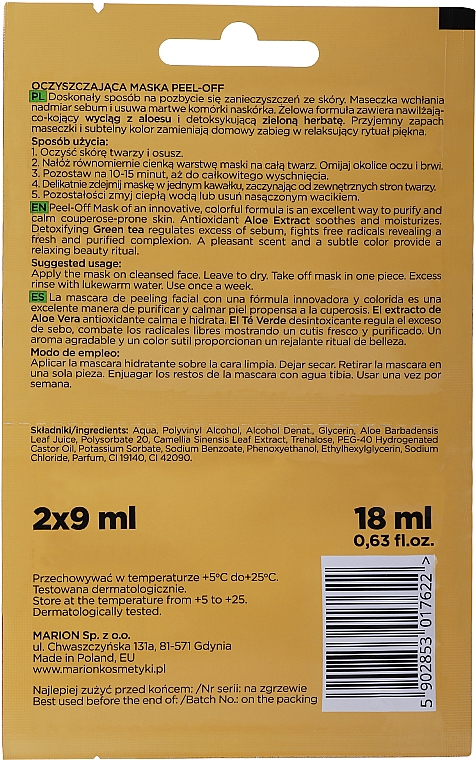 OCZYSZCZAJĄCA MASKA PEEL-OFF
PL Doskonały sposób na pozbycie się zanieczyszczeń ze skóry. Maseczka wchłania
nadmiar sebum i usuwa martwe komórki naskórka. Żelowa formuła zawiera nawilżają-
co-kojący wyciąg z aloesu i detoksykującą zieloną herbatę. Przyjemny zapach
maseczki i subtelny kolor zamieniają domowy zabieg w relaksujący rytuał piękna.
Sposób użycia:
1. Oczyść skórę twarzy i osusz.
2. Nałóż równomiernie cienką warstwę maski na całą twarz. Omijaj okolice oczu i brwi.
3. Pozostaw na 10-15 minut, aż do całkowitego wyschnięcia.
4. Delikatnie zdejmij maskę w jednym kawałku, zaczynając od zewnętrznych stron twarzy.
5. Pozostałości zmyj ciepłą wodą lub usuń nasączonym wacikiem.
EN Peel-Off Mask of an innovative, colorful formula is an excellent way to purify and
calm couperose-prone skin. Antioxidant Aloe Extract soothes and moisturizes.
Detoxifying Green tea regulates excess of sebum, fights free radicals revealing a
fresh and purified complexion. A pleasant scent and a subtle color provide a
relaxing beauty ritual.
Suggested usage:
Apply the mask on cleansed face. Leave to dry. Take off mask in one piece. Excess
rinse with lukewarm water. Use once a week.
ES La mascara de peeling facial con una fórmula innovadora y colorida es una
excelente manera de purificar y calmar piel propensa a la cuperosis. El extracto de
Aloe Vera antioxidante calma e hidrata. El Té Verde desintoxicante regula el exceso
de sebo, combate los radicales libres mostrando un cutis fresco y purificado. Un
aroma agradable y un color sutil proporcionan un rejalante ritual de belleza.
Modo de empleo:
Aplicar la mascara hidratante sobre la cara limpia. Dejar secar. Retirar la mascara en
una sola pieza. Enjuagar los restos de la mascara con agua tibia. Usar una vez por
semana.
Składniki/ingredients: Aqua, Polyvinyl Alcohol, Alcohol Denat., Glycerin, Aloe Barbadensis
Leaf Juice, Polysorbate 20, Camellia Sinensis Leaf Extract, Trehalose, PEG-40 Hydrogenated
Castor Oil, Potassium Sorbate, Sodium Benzoate, Phenoxyethanol, Ethylhexylglycerin, Sodium
Chloride, Parfum, CI 19140, CI 42090.
2x9 ml
18 ml
0,63 fl.oz.
Przechowywać w temperaturze +5°C do+25°C.
Testowana dermatologicznie.
Store at the temperature from +5 to +25.
Dermatologically tested.
MARION Sp. z o.o.
ul. Chwaszczyńska 131a, 81-571 Gdynia
Made in Poland, EU
www.marionkosmetyki.pl
Najlepiej zużyć przed końcem: /Nr serii: na zgrzewie
Best used before the end of: /Batch No.: on the packing
5 902853 017622 >